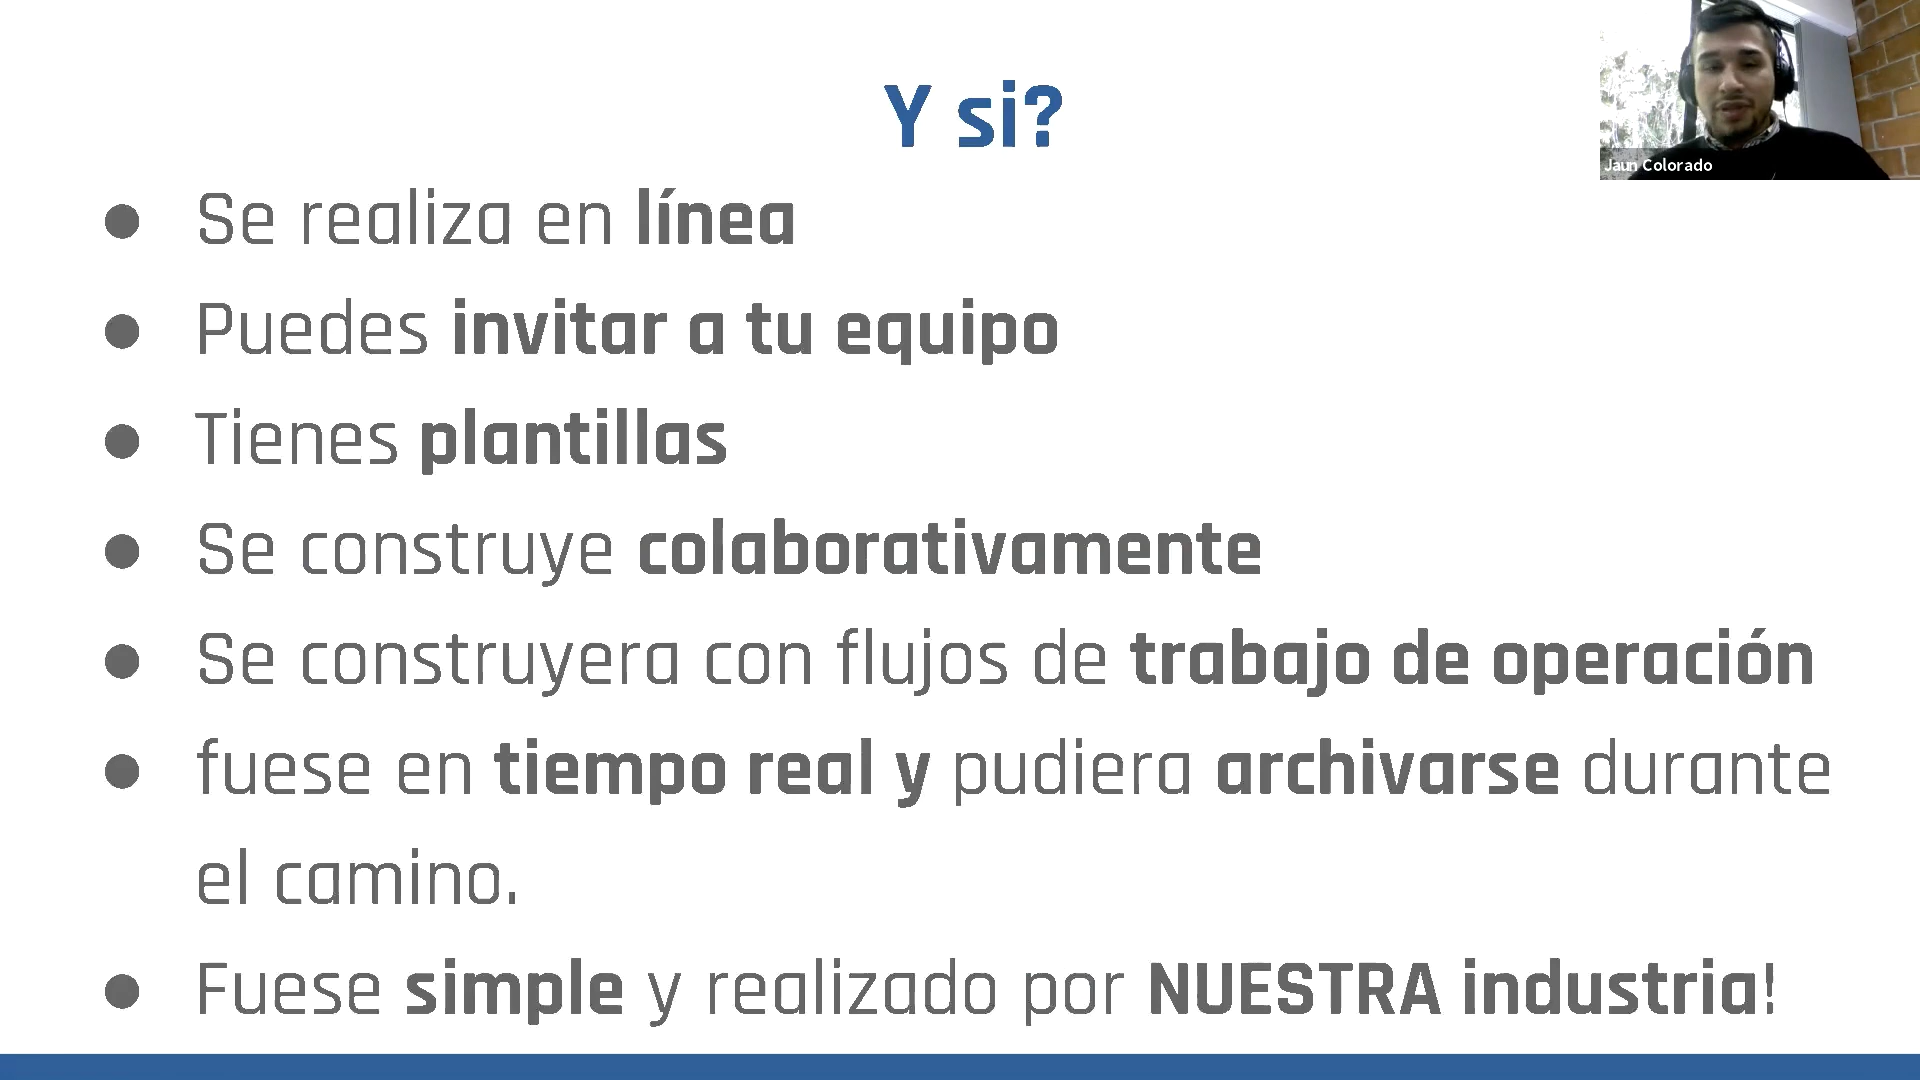 Y si?
Jaun Colorado
● Se realiza en línea
● Puedes invitar a tu equipo
● Tienes plantillas
● Se construye colaborativamente
● Se construyera con flujos de trabajo de operación
● fuese en tiempo real y pudiera archivarse durante
el camino.
● Fuese simple y realizado por NUESTRA industria!